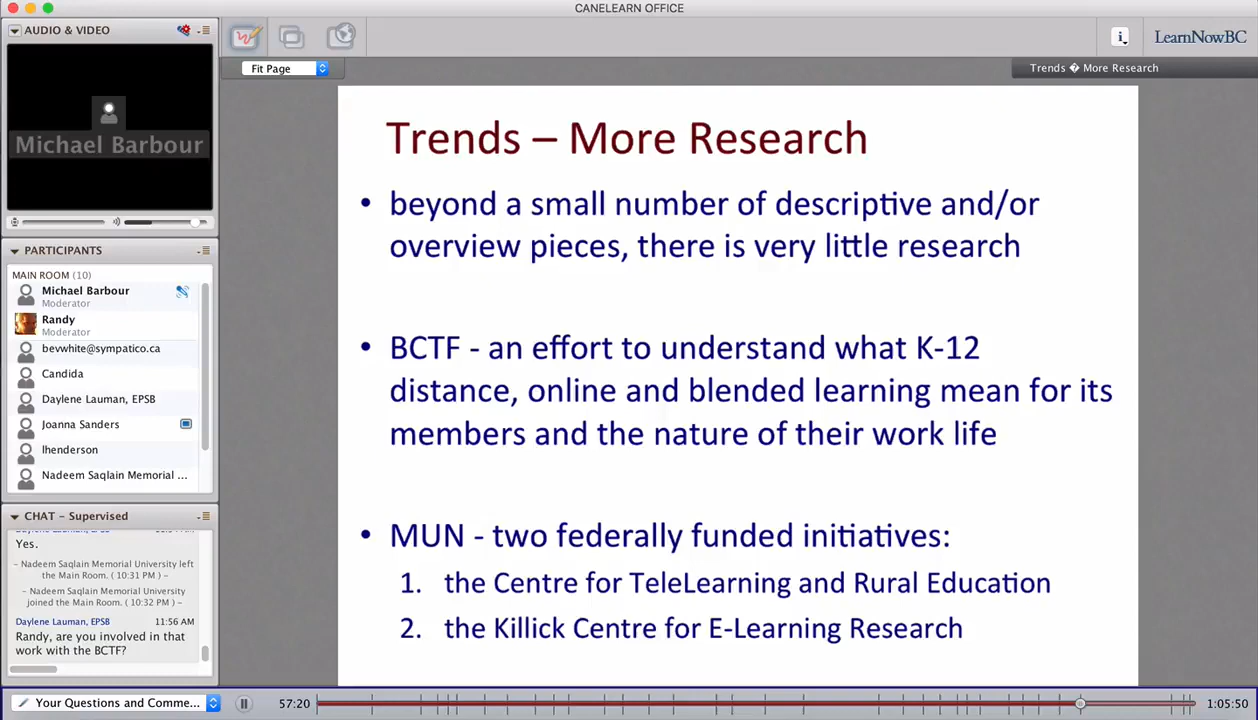 CANELEARN OFFICE
AUDIO & VIDEO
Michael Barbour
PARTICIPANTS
MAIN ROOM (10)
Michael Barbour
Moderator
Randy
Moderator
bevwhite@sympatico.ca
Candida
Daylene Lauman, EPSB
Joanna Sanders
lhenderson
Nadeem Saqlain Memorial ...
CHAT - Supervised
Yes.
- Nadeem Saqlain Memorial University left
the Main Room. ( 10:31 PM ) -
- Nadeem Saqlain Memorial University
joined the Main Room. ( 10:32 PM ) -
Daylene Lauman, EPSB 11:56 AM
Randy, are you involved in that
work with the BCTF?
Fit Page
i
LearnNowBC
Trends � More Research
Trends – More Research
• beyond a small number of descriptive and/or
overview pieces, there is very little research
• BCTF - an effort to understand what K-12
distance, online and blended learning mean for its
members and the nature of their work life
• MUN - two federally funded initiatives:
1. the Centre for TeleLearning and Rural Education
2. the Killick Centre for E-Learning Research
Your Questions and Comme...
57:20
1:05:50